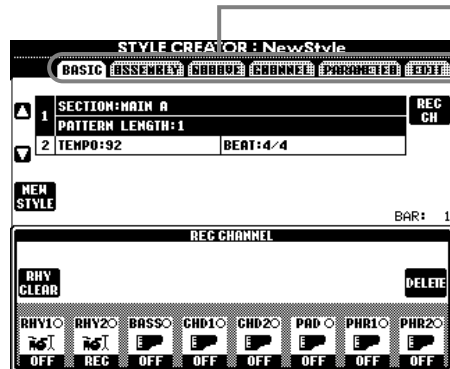 STYLE CREATOR : NewStyle
BASIC ASSEMBLY GROOVE CHANNEL PARAMETER EDIT
1 SECTION:MAIN A
PATTERN LENGTH:1
REC CH
2 TEMPO:92 BEAT:4/4
NEW STYLE
BAR: 1
REC CHANNEL
RHY CLEAR
DELETE
RHY1 RHY2 BASS CHD1 CHD2 PAD PHR1 PHR2
OFF REC OFF OFF OFF OFF OFF OFF